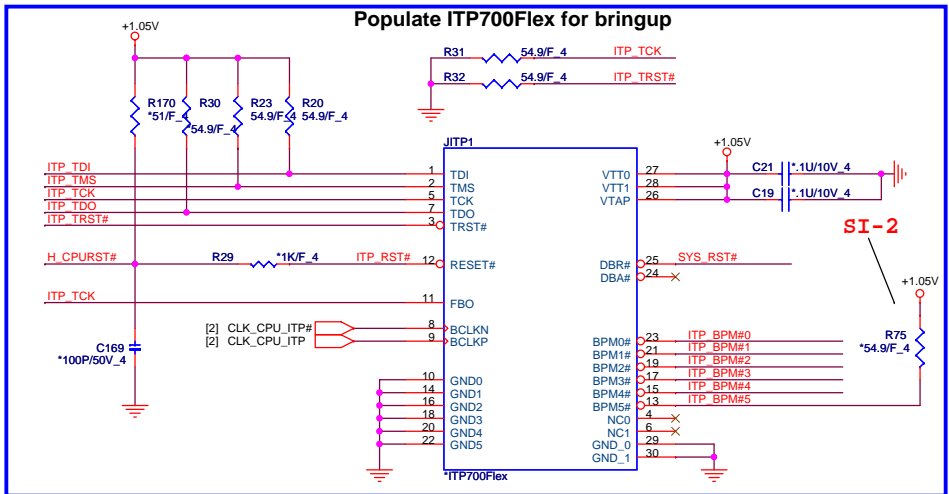 Populate ITP700Flex for bringup
+1.05V
R31 54.9/F_4 ITP_TCK
R32 54.9/F_4 ITP_TRST#
R170 R30 R23 R20
*51/F_4 *54.9/F_4 54.9/F_4 54.9/F_4
JITP1
+1.05V
ITP_TDI 1 TDI VTT0 27
ITP_TMS 2 TMS VTT1 28
ITP_TCK 5 TCK VTAP 26
ITP_TDO 7 TDO
ITP_TRST# 3 TRST#
C21 *.1U/10V_4
C19 *.1U/10V_4
SI-2
H_CPURST# R29 *1K/F_4 ITP_RST# 12 RESET# DBR# 25 SYS_RST#
DBA# 24
+1.05V
ITP_TCK 11 FBO
[2] CLK_CPU_ITP# 8 BCLKN
[2] CLK_CPU_ITP 9 BCLKP
C169
*100P/50V_4
BPM0# 23 ITP_BPM#0
BPM1# 21 ITP_BPM#1
BPM2# 19 ITP_BPM#2
BPM3# 17 ITP_BPM#3
BPM4# 15 ITP_BPM#4
BPM5# 13 ITP_BPM#5
R75
*54.9/F_4
10 GND0
14 GND1
16 GND2
18 GND3
20 GND4
22 GND5
NC0 4
NC1 6
GND_0 29
GND_1 30
*ITP700Flex